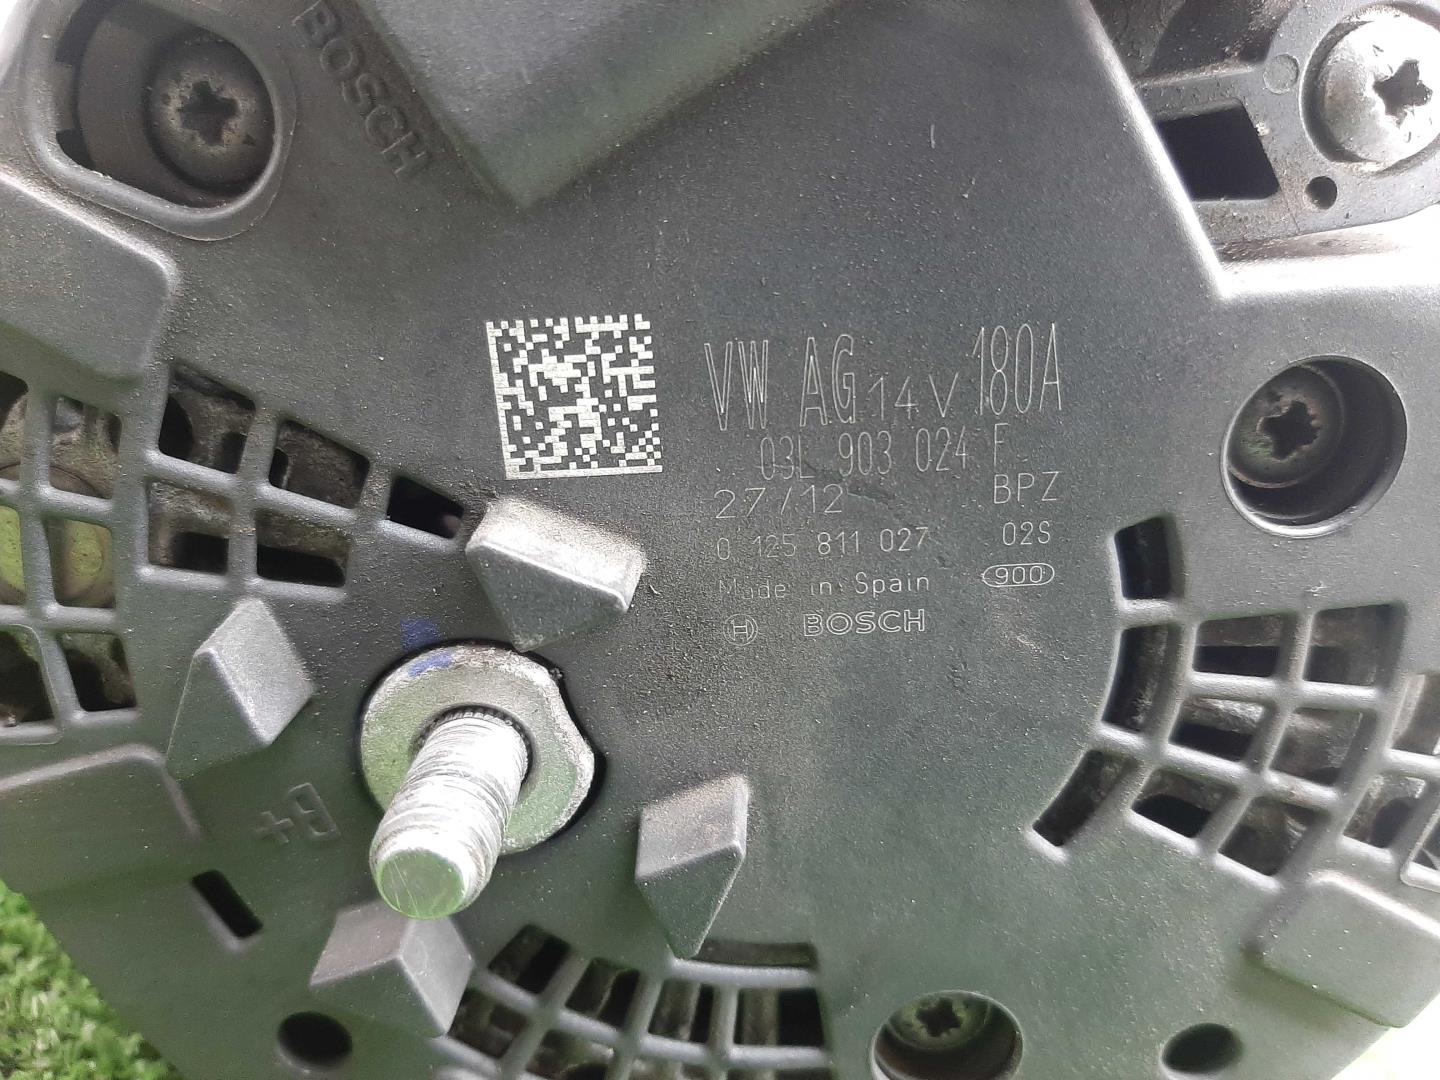 BOSCH
VW AG 14V 180A
03L 903 024 F
27/12 BPZ
0 125 811 027 02S
Made in Spain 900
BOSCH
B+